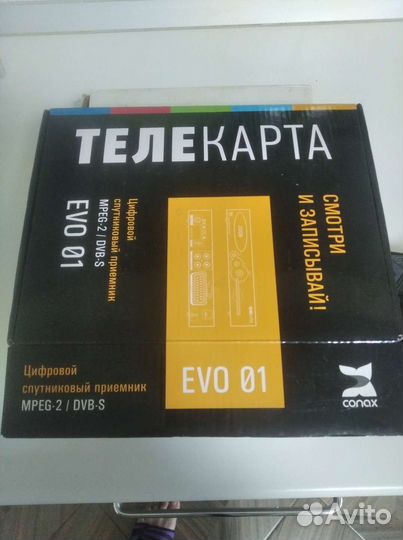 ТЕЛЕКАРТА
СМОТРИ
И ЗАПИСЫВАЙ!
Цифровой
спутниковый приемник
MPEG-2 / DVB-S
EVO 01
Цифровой
спутниковый приемник
MPEG-2 / DVB-S
EVO 01
conax
Avito